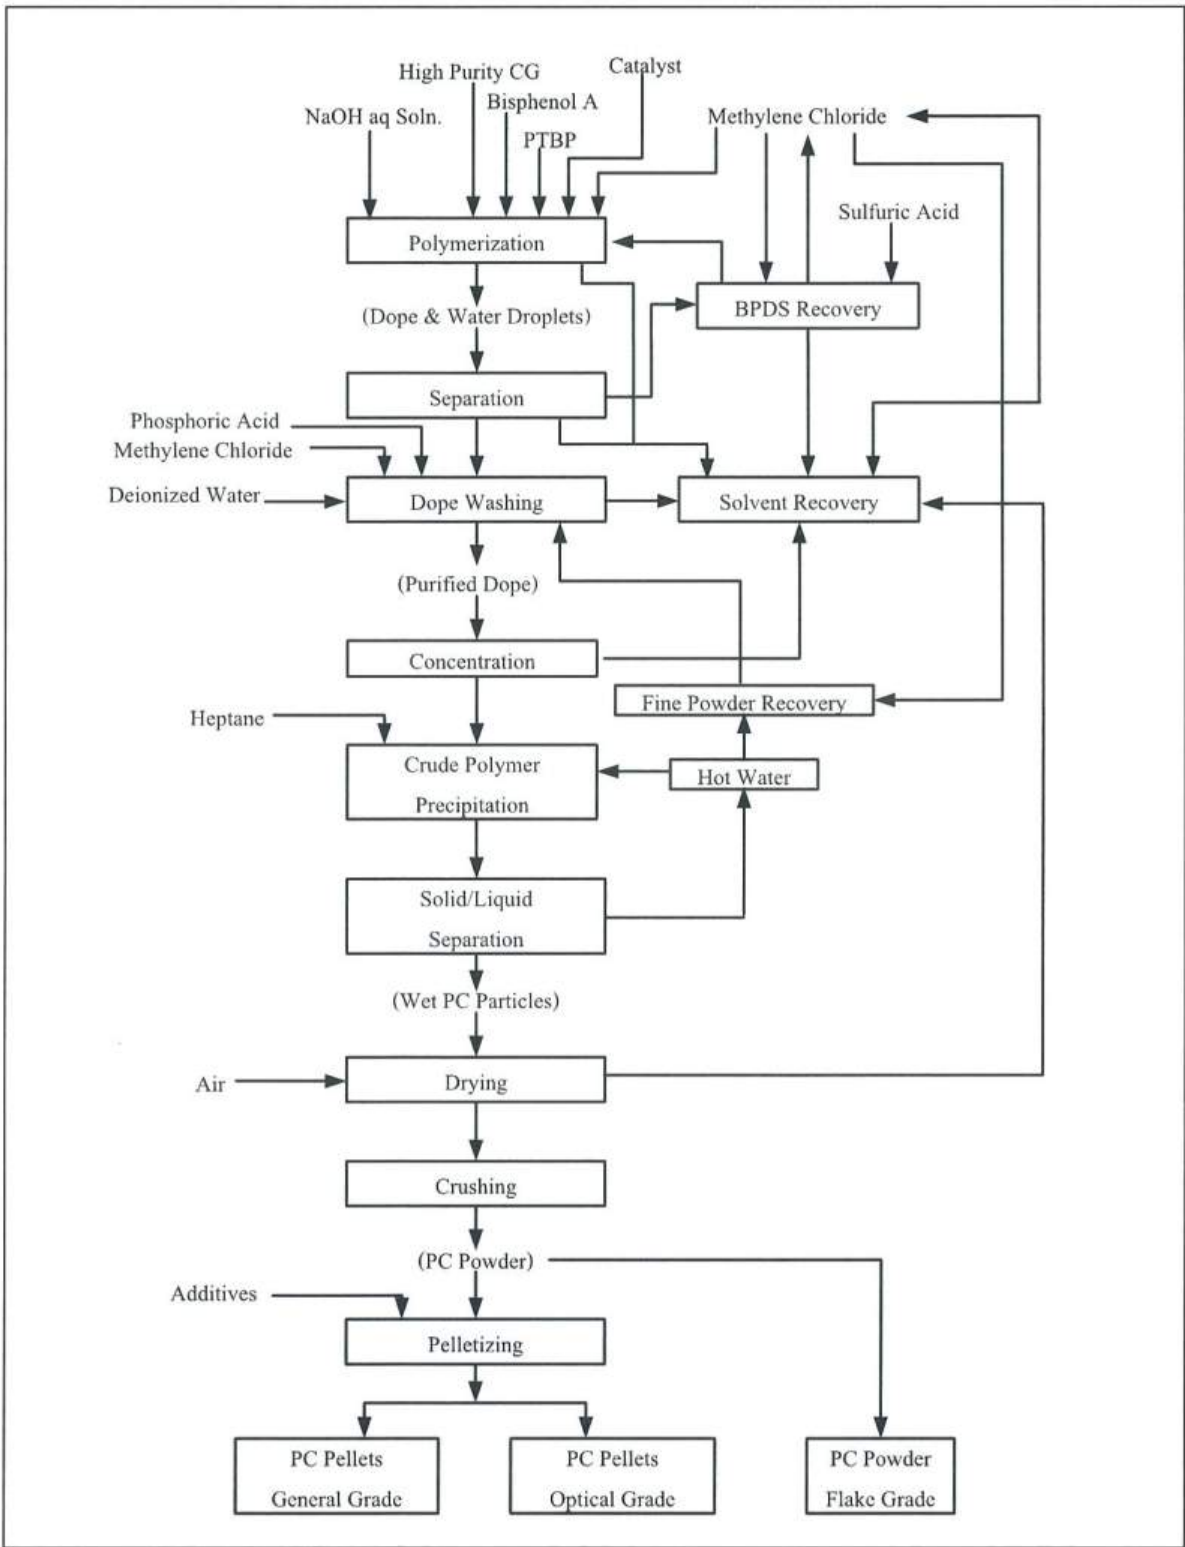 High Purity CG
Catalyst
Bisphenol A
NaOH aq Soln.
Methylene Chloride
PTBP
Sulfuric Acid
Polymerization
BPDS Recovery
(Dope & Water Droplets)
Separation
Phosphoric Acid
Methylene Chloride
Deionized Water
Dope Washing
Solvent Recovery
(Purified Dope)
Concentration
Fine Powder Recovery
Heptane
Crude Polymer
Precipitation
Hot Water
Solid/Liquid
Separation
(Wet PC Particles)
Air
Drying
Crushing
(PC Powder)
Additives
Pelletizing
PC Pellets
General Grade
PC Pellets
Optical Grade
PC Powder
Flake Grade